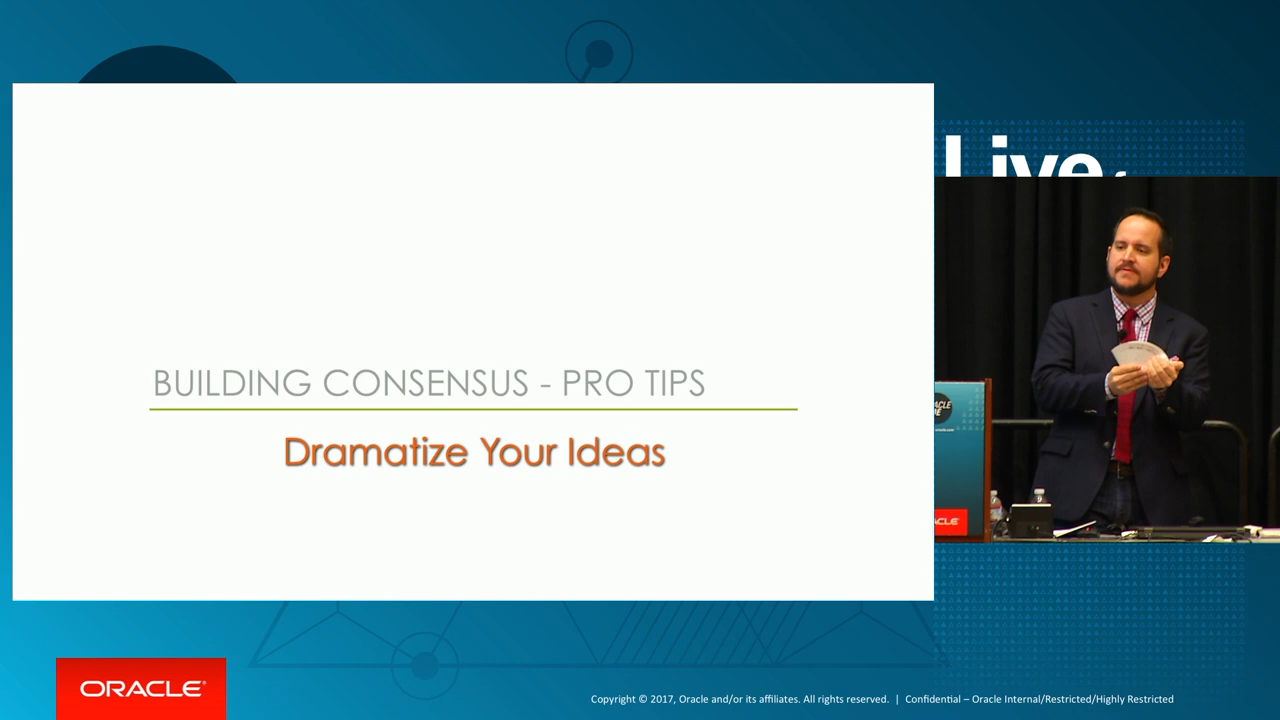 Live
BUILDING CONSENSUS - PRO TIPS
Dramatize Your Ideas
ORACLE®
Copyright © 2017, Oracle and/or its affiliates. All rights reserved. | Confidential – Oracle Internal/Restricted/Highly Restricted